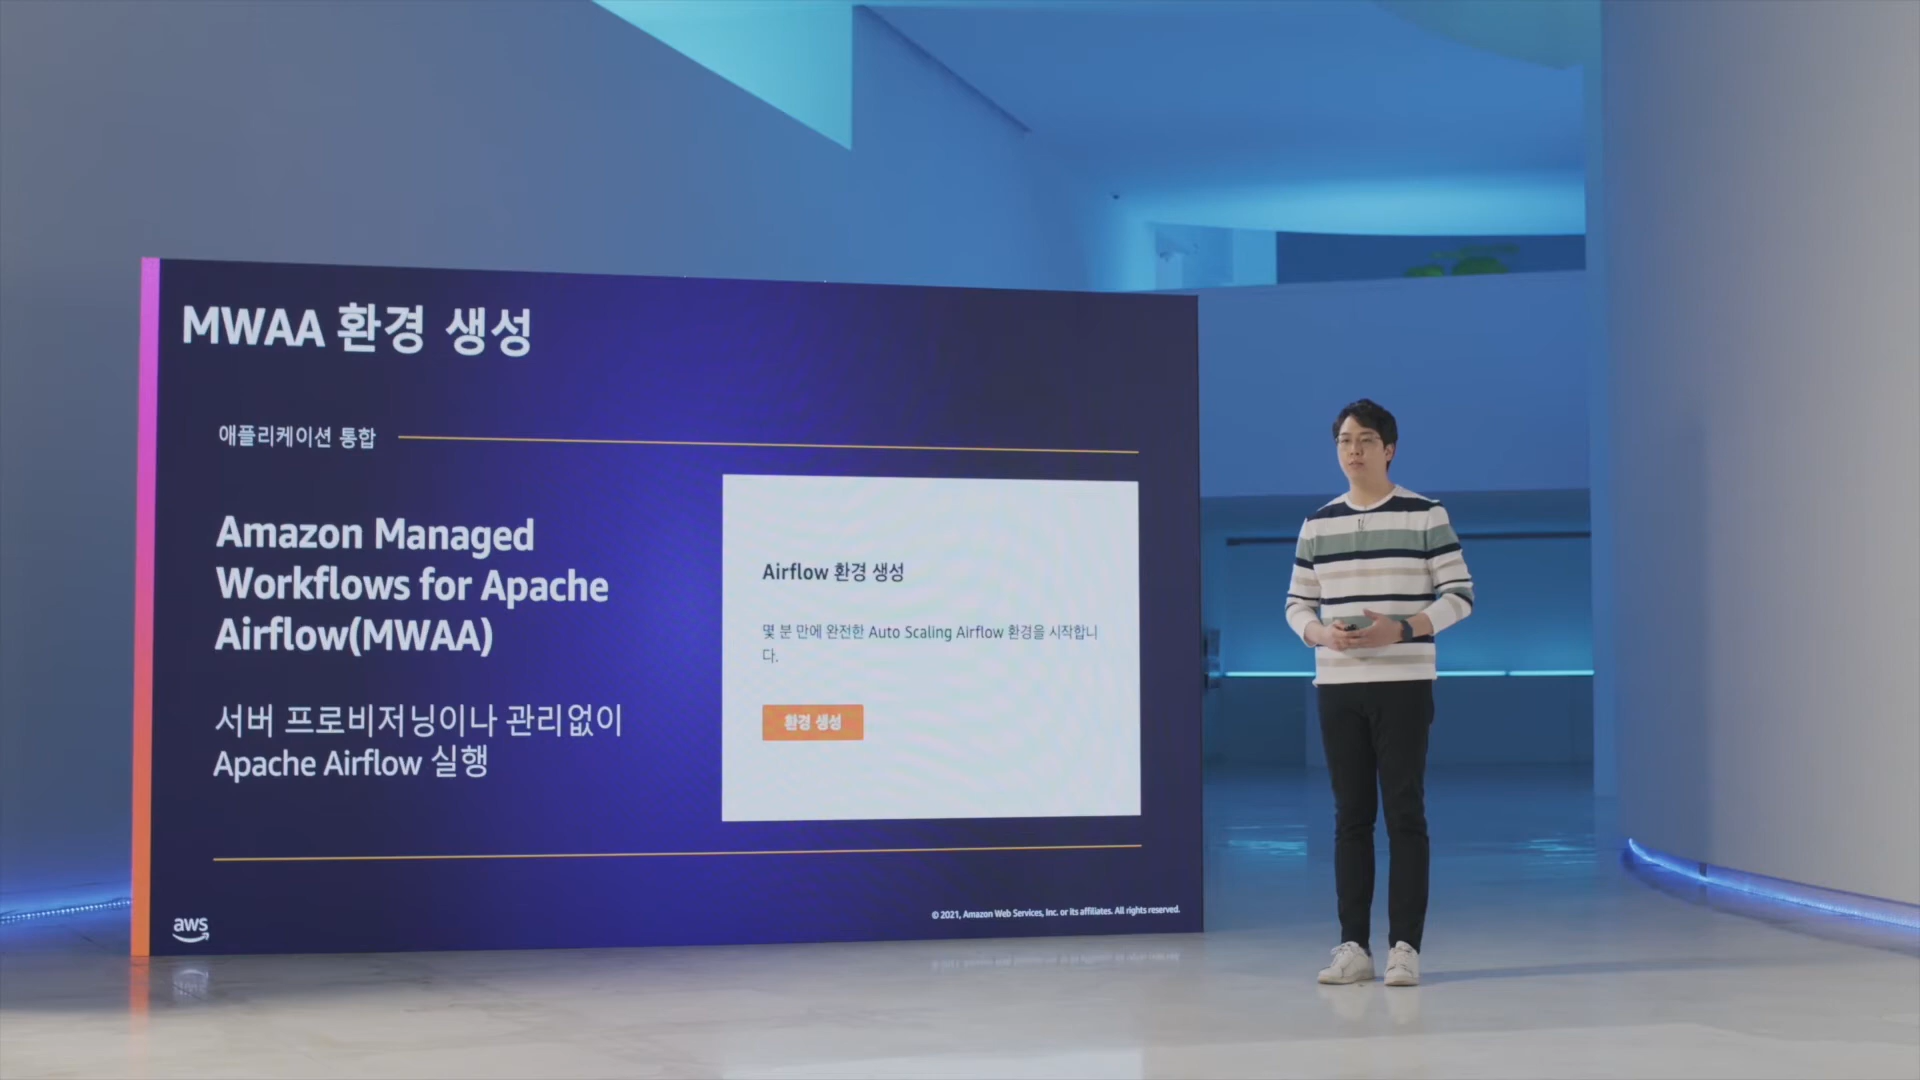 MWAA 환경 생성
애플리케이션 통합
Amazon Managed
Workflows for Apache
Airflow(MWAA)
서버 프로비저닝이나 관리없이
Apache Airflow 실행
Airflow 환경 생성
몇 분 만에 완전한 Auto Scaling Airflow 환경을 시작합니
다.
환경 생성
aws
© 2021, Amazon Web Services, Inc. or its affiliates. All rights reserved.